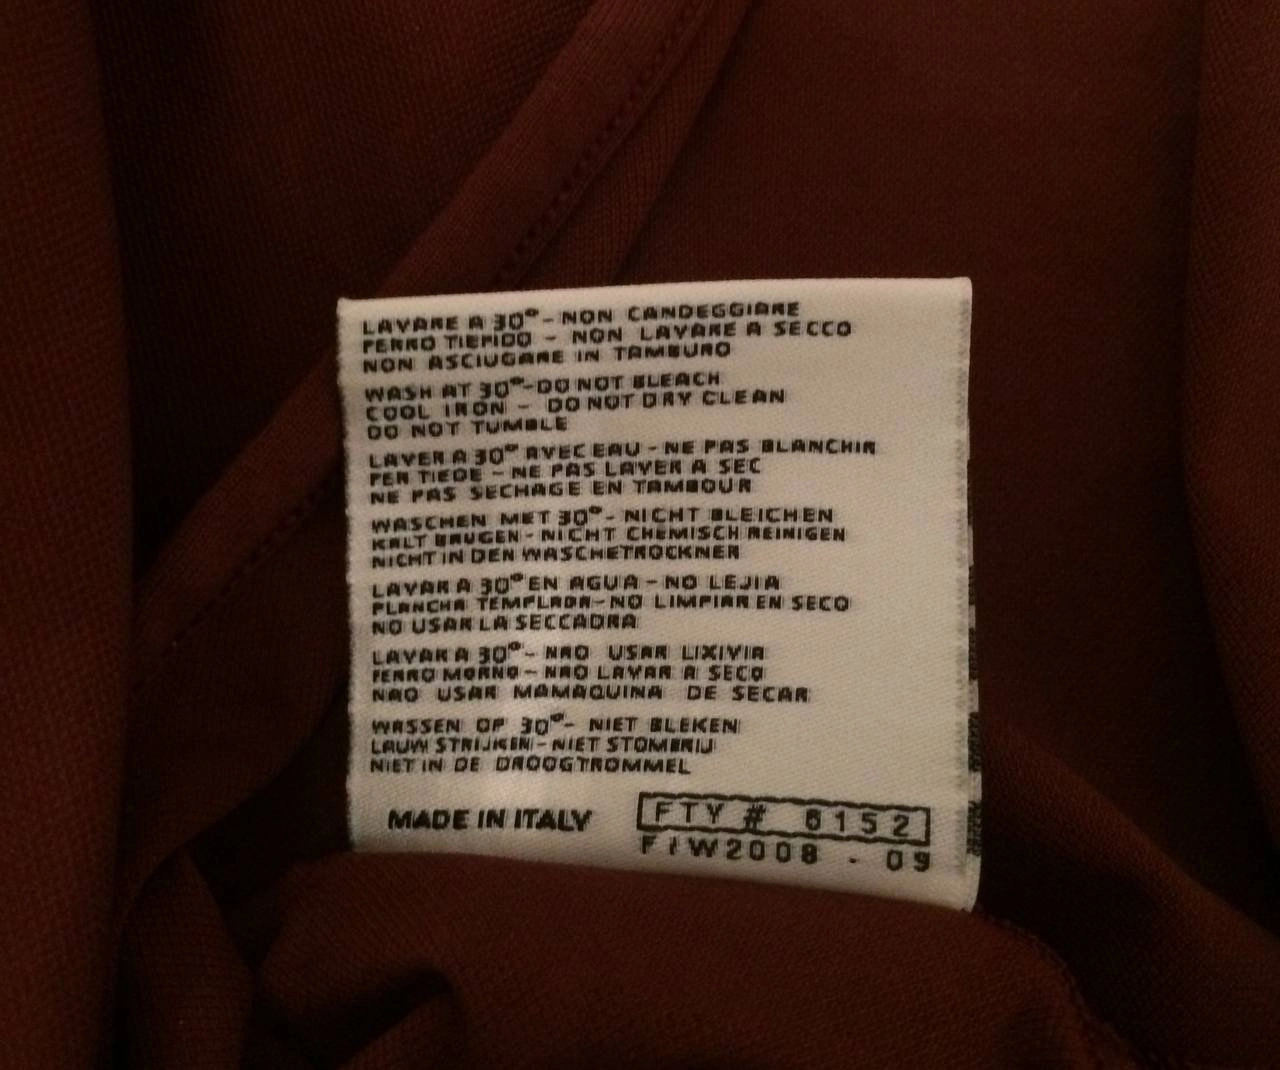 LAVARE A 30° - NON CANDEGGIARE
FERRO TIEPIDO - NON LAVARE A SECCO
NON ASCIUGARE IN TAMBURO
WASH AT 30° - DO NOT BLEACH
COOL IRON - DO NOT DRY CLEAN
DO NOT TUMBLE
LAVER A 30° AVEC EAU - NE PAS BLANCHIR
FER TIEDE - NE PAS LAVER A SEC
NE PAS SECHAGE EN TAMBOUR
WASCHEN MET 30° - NICHT BLEICHEN
KALT BRUGEN - NICHT CHEMISCH REINIGEN
NICHT IN DEN WASCHETROCKNER
LAVAR A 30° EN AGUA - NO LEJIA
PLANCHA TEMPLADA - NO LIMPIAR EN SECO
NO USAR LA SECCADRA
LAVAR A 30° - NAO USAR LIXIVIA
FERRO MORNO - NAO LAVAR A SECO
NAO USAR MAMAQUINA DE SECAR
WASSEN OP 30° - NIET BLEKEN
LAUW STRIJKEN - NIET STOMERIJ
NIET IN DE DROOGTROMMEL
MADE IN ITALY FTY # 6152
F/W2008 - 09